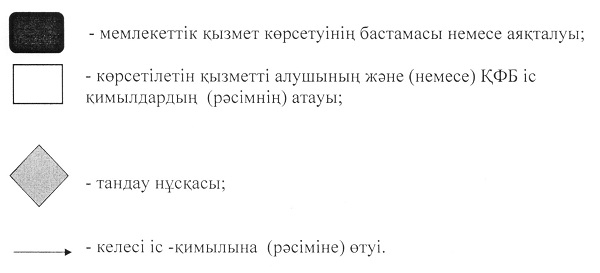 - мемлекеттік қызмет көрсетуінің бастамасы немесе аяқталуы;
- көрсетілетін қызметті алушының және (немесе) ҚФБ іс
қимылдардың (рәсімнің) атауы;
- тандау нұсқасы;
- келесі іс -қимылына (рәсіміне) өтуі.